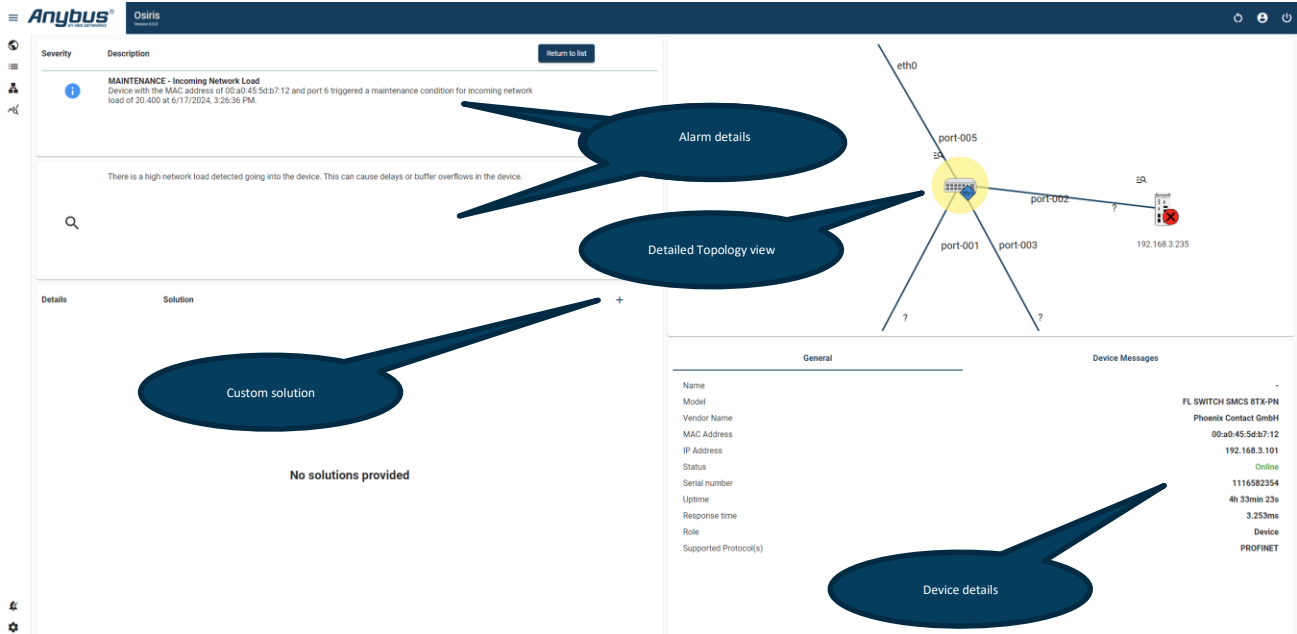 Anybus®
BY HMS NETWORKS
Osiris
Severity
Description
Return to list
MAINTENANCE - Incoming Network Load
Device with the MAC address of 00:a0:45:5d:b7:12 and port 6 triggered a maintenance condition for incoming network
load of 20.400 at 6/17/2024, 3:26:36 PM.
There is a high network load detected going into the device. This can cause delays or buffer overflows in the device.
Details
Solution
+
No solutions provided
Alarm details
Detailed Topology view
Custom solution
Device details
eth0
port-005
port-002
?
192.168.3.235
port-001
port-003
?
?
General
Device Messages
Name -
Model FL SWITCH SMCS 8TX-PN
Vendor Name Phoenix Contact GmbH
MAC Address 00:a0:45:5d:b7:12
IP Address 192.168.3.101
Status Online
Serial number 1116582354
Uptime 4h 33min 23s
Response time 3.253ms
Role Device
Supported Protocol(s) PROFINET